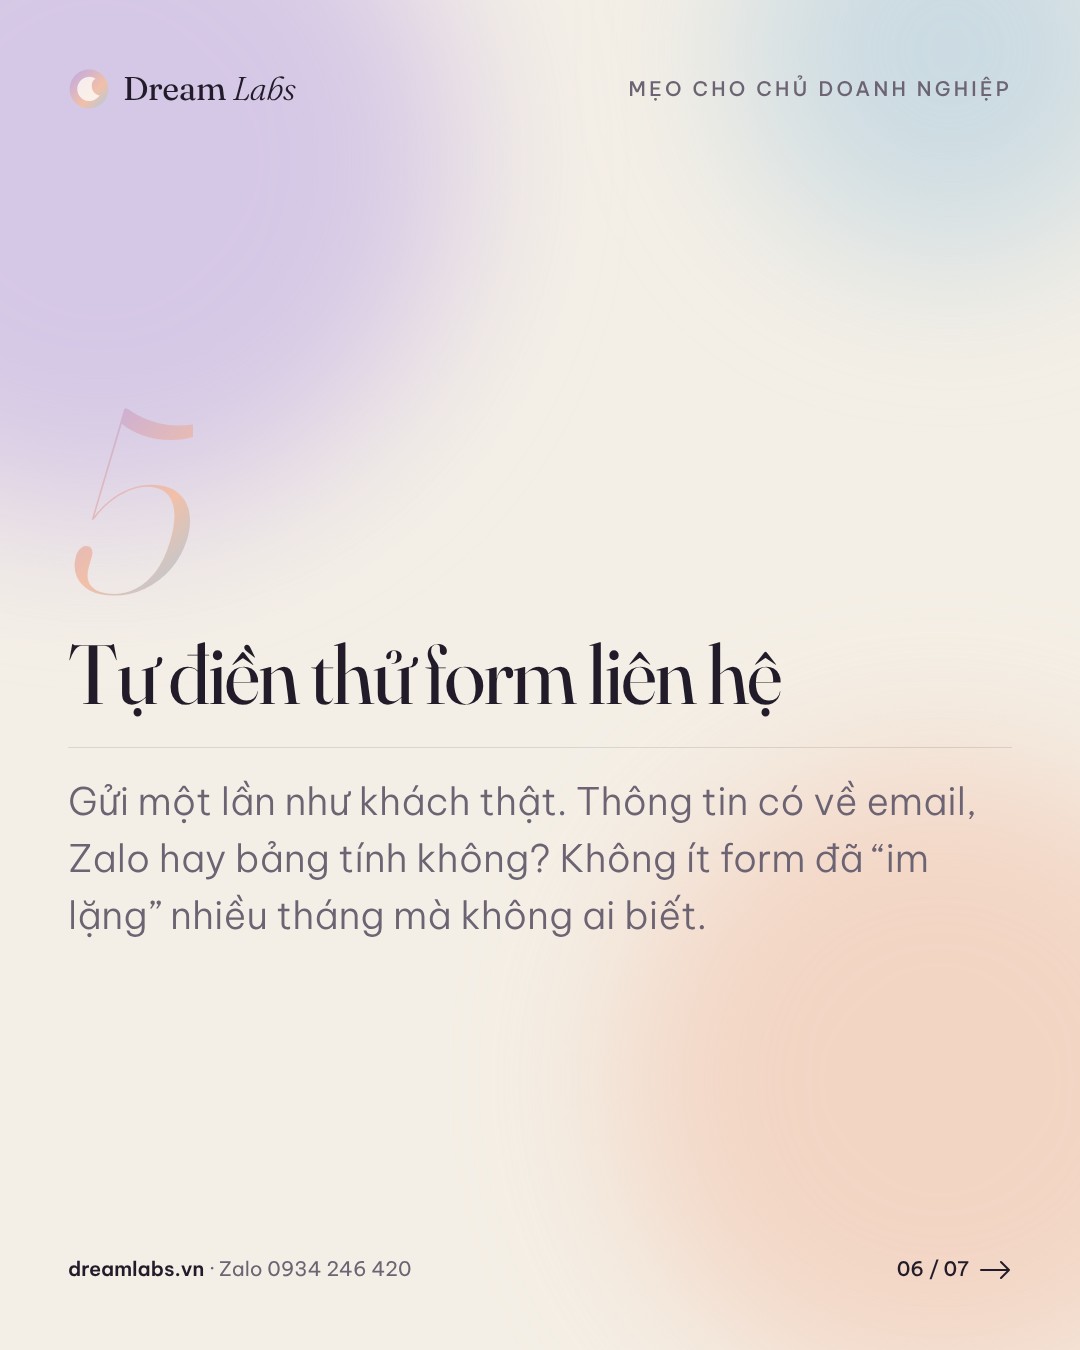 Dream Labs
MẸO CHO CHỦ DOANH NGHIỆP
5
Tự điền thử form liên hệ
Gửi một lần như khách thật. Thông tin có về email,
Zalo hay bảng tính không? Không ít form đã “im
lặng” nhiều tháng mà không ai biết.
dreamlabs.vn · Zalo 0934 246 420
06 / 07 →